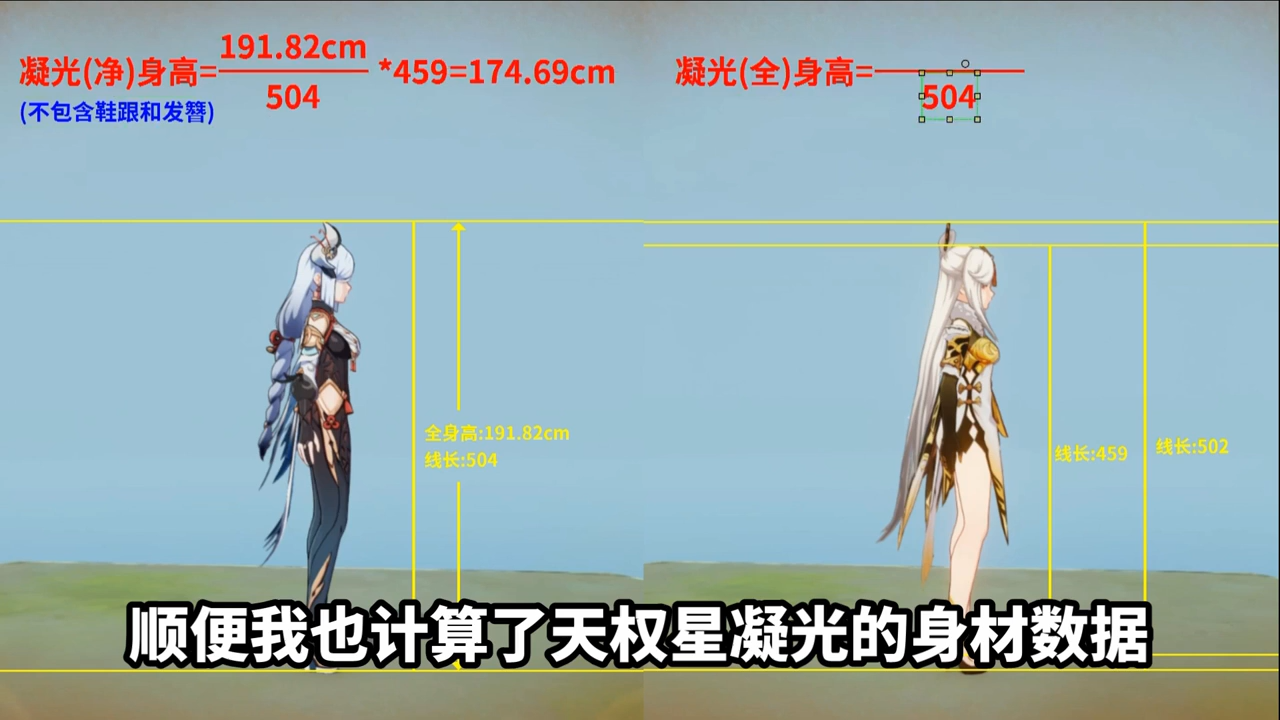 凝光(净)身高=191.82cm/504*459=174.69cm
(不包含鞋跟和发簪)
凝光(全)身高=
504
全身高:191.82cm
线长:504
线长:459
线长:502
顺便我也计算了天权星凝光的身材数据